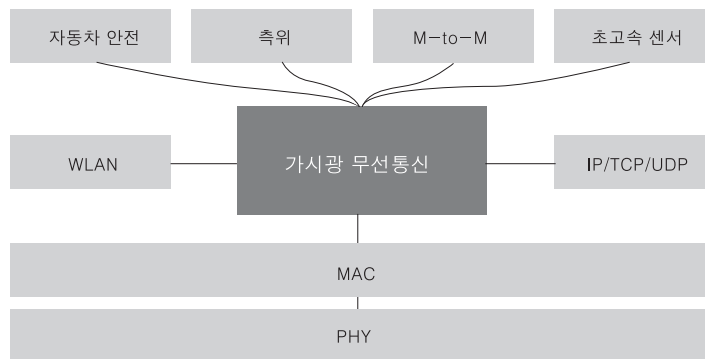 자동차 안전
측위
M-to-M
초고속 센서
WLAN
가시광 무선통신
IP/TCP/UDP
MAC
PHY